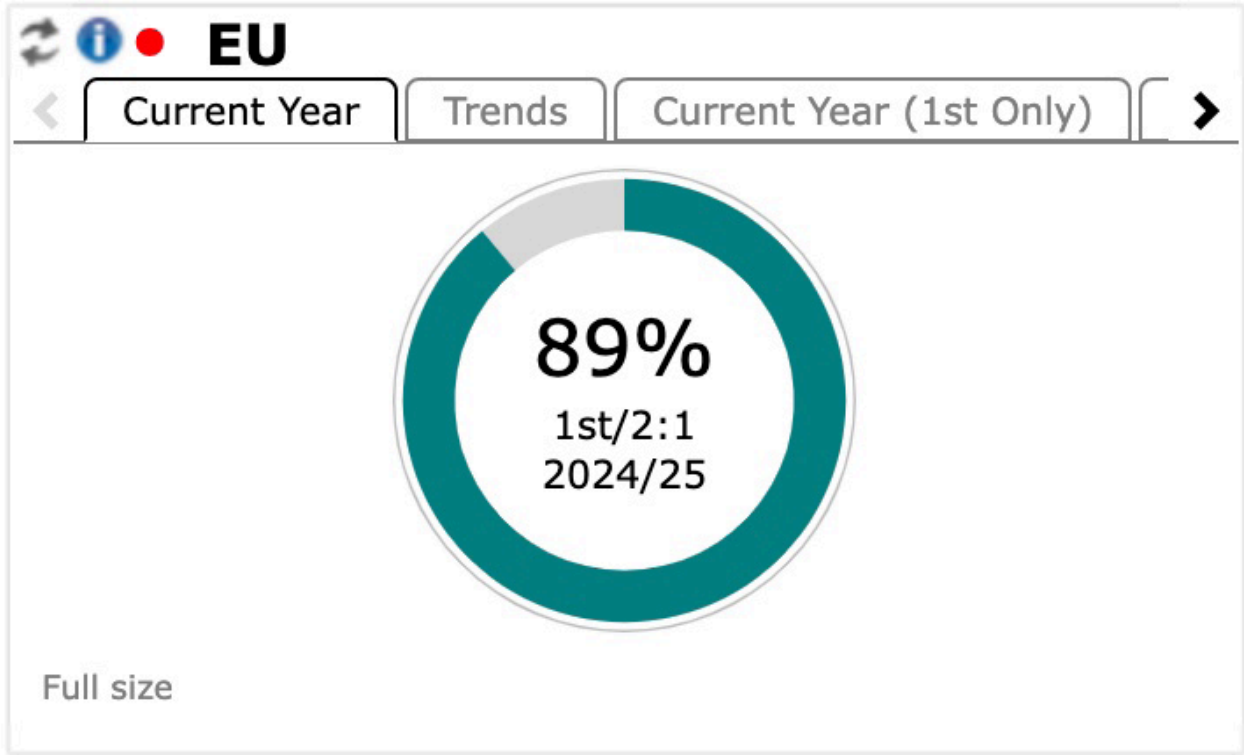 EU
Current Year
Trends
Current Year (1st Only)
89%
1st/2:1
2024/25
Full size